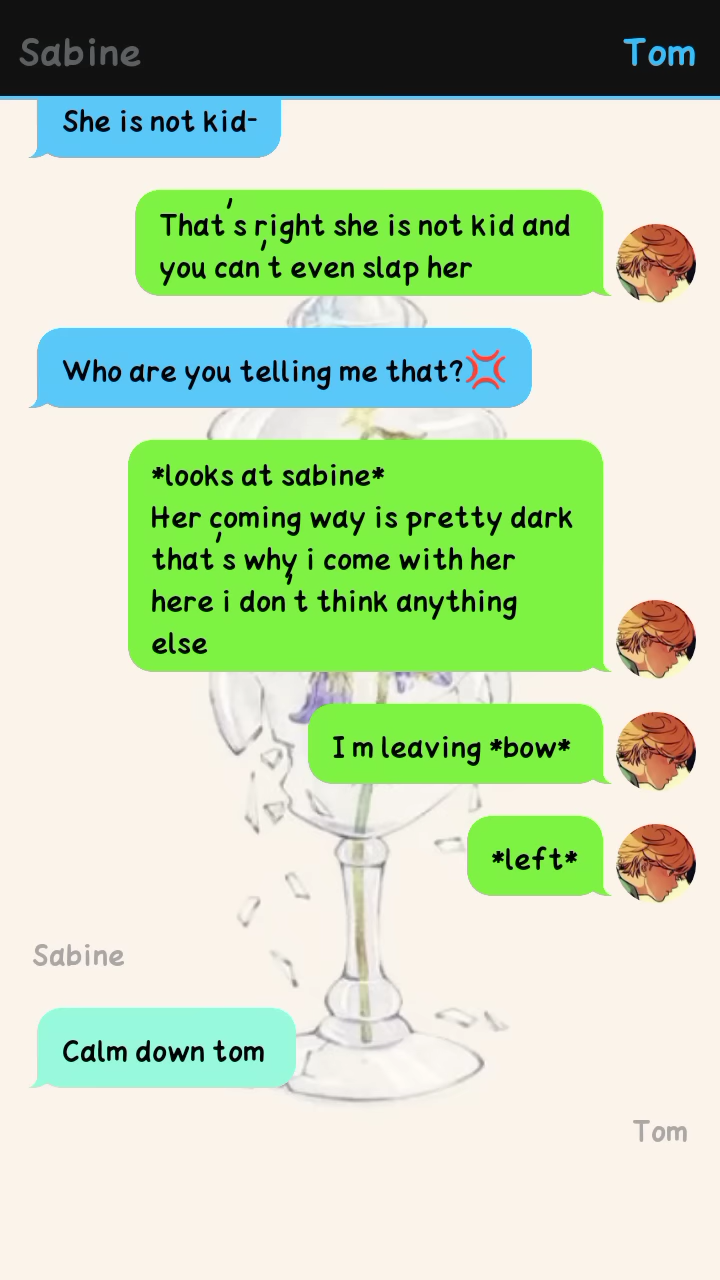 Sabine
Tom
She is not kid-
That's right she is not kid and
you can't even slap her
Who are you telling me that?💢
*looks at sabine*
Her coming way is pretty dark
that's why i come with her
here i don't think anything
else
I m leaving *bow*
*left*
Sabine
Calm down tom
Tom